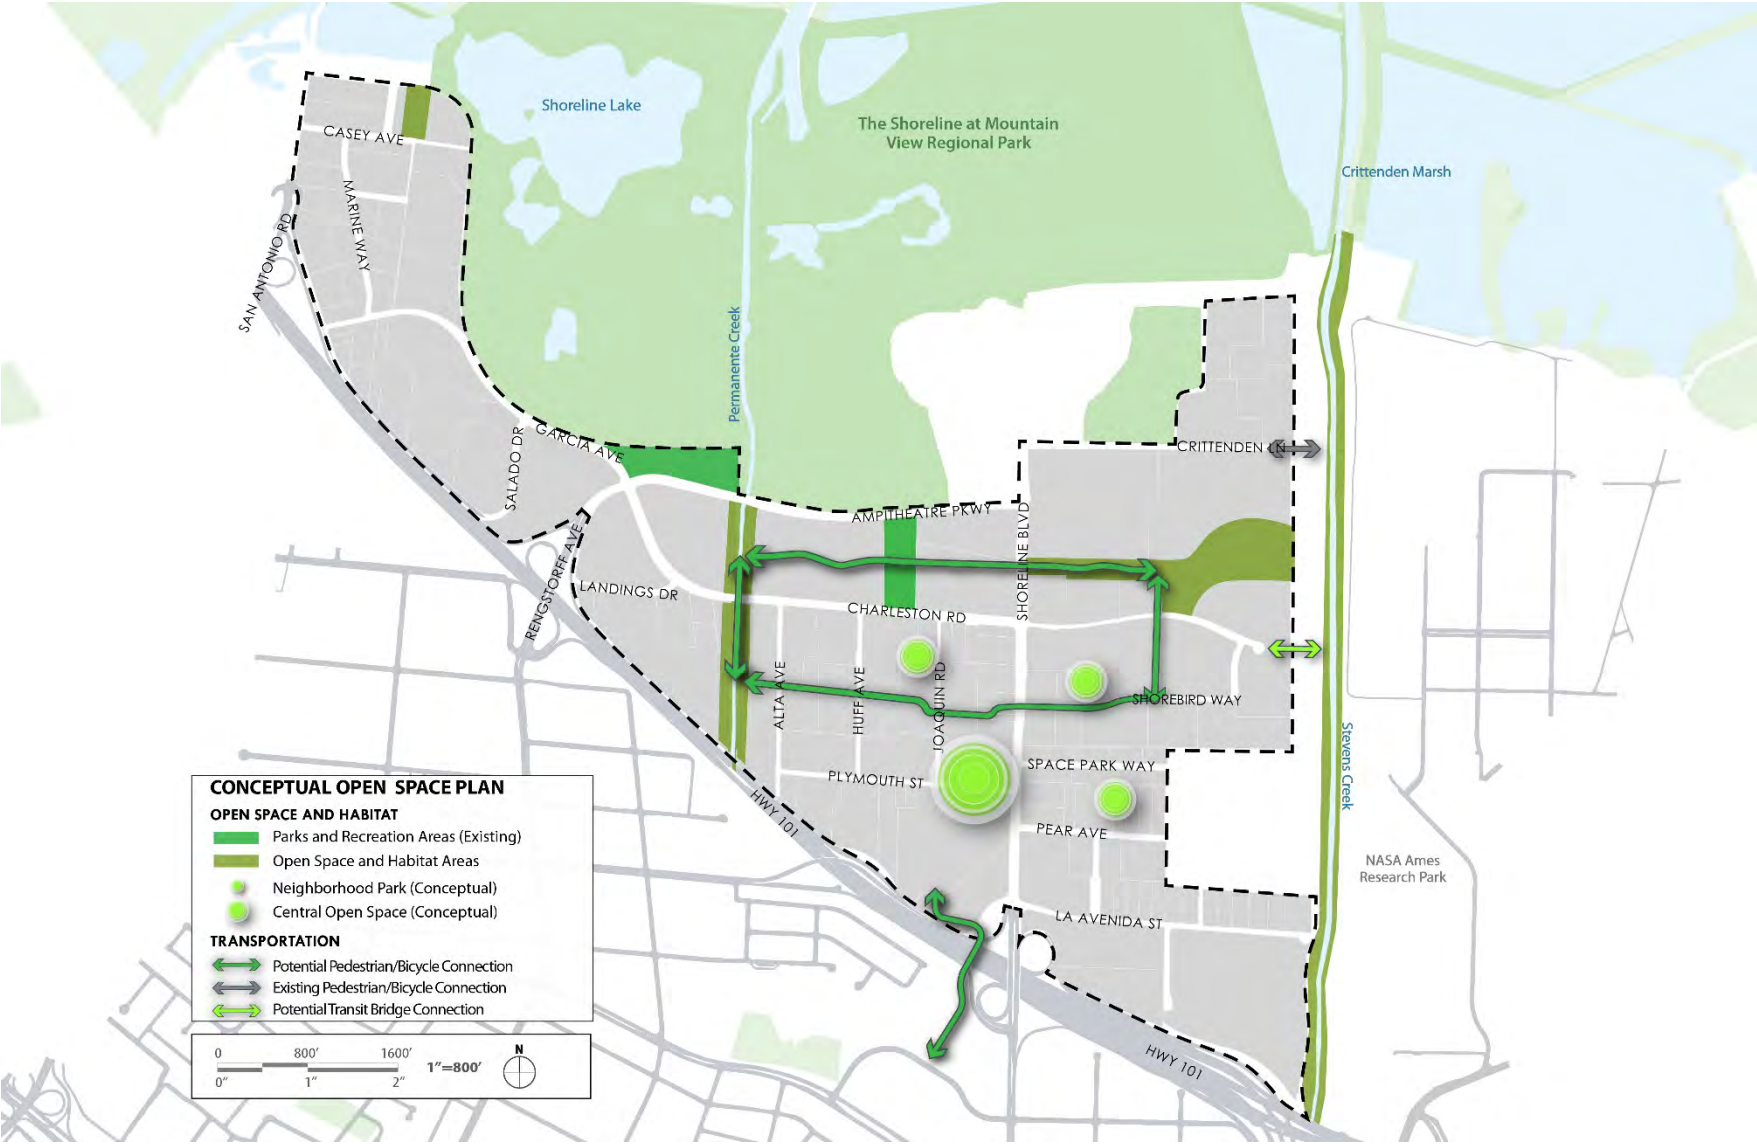 Shoreline Lake
The Shoreline at Mountain
View Regional Park
Crittenden Marsh
CASEY AVE
MARINE WAY
SAN ANTONIO RD
Permanente Creek
GARCIA AVE
SALADO DR
CRITTENDEN LN
AMPITHEATRE PKWY
SHORELINE BLVD
RENGSTORFF AVE
LANDINGS DR
CHARLESTON RD
ALTA AVE
HUFF AVE
JOAQUIN RD
SHOREBIRD WAY
Stevens Creek
PLYMOUTH ST
SPACE PARK WAY
HWY 101
PEAR AVE
NASA Ames
Research Park
LA AVENIDA ST
HWY 101
CONCEPTUAL OPEN SPACE PLAN
OPEN SPACE AND HABITAT
Parks and Recreation Areas (Existing)
Open Space and Habitat Areas
Neighborhood Park (Conceptual)
Central Open Space (Conceptual)
TRANSPORTATION
Potential Pedestrian/Bicycle Connection
Existing Pedestrian/Bicycle Connection
Potential Transit Bridge Connection
0 800' 1600'
0" 1" 2"
1"=800'
N